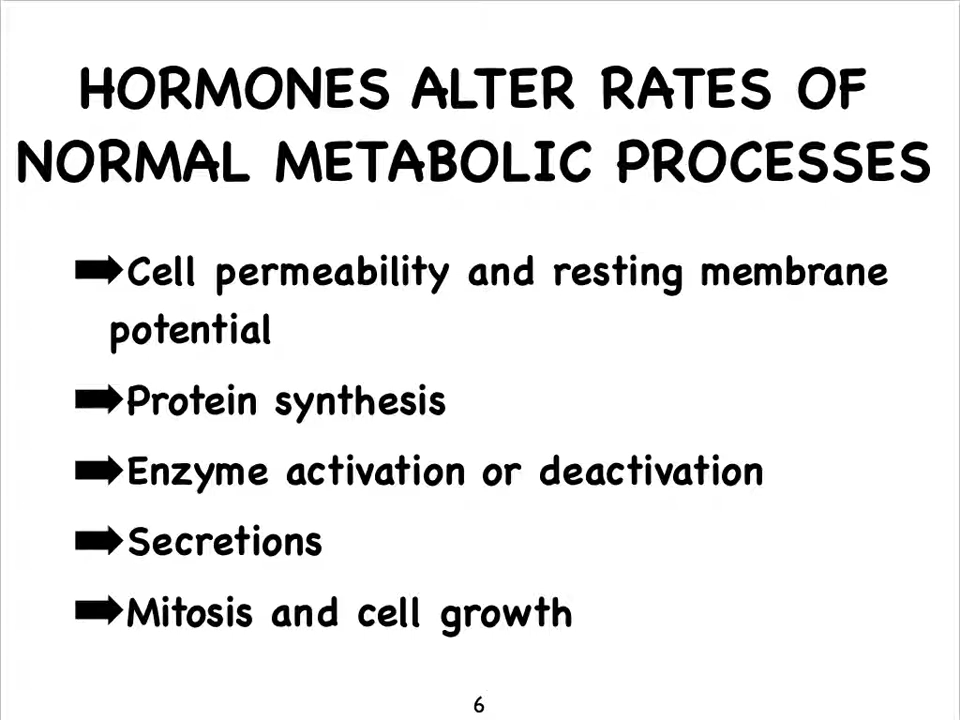 HORMONES ALTER RATES OF
NORMAL METABOLIC PROCESSES
➡Cell permeability and resting membrane
potential
➡Protein synthesis
➡Enzyme activation or deactivation
➡Secretions
➡Mitosis and cell growth
6